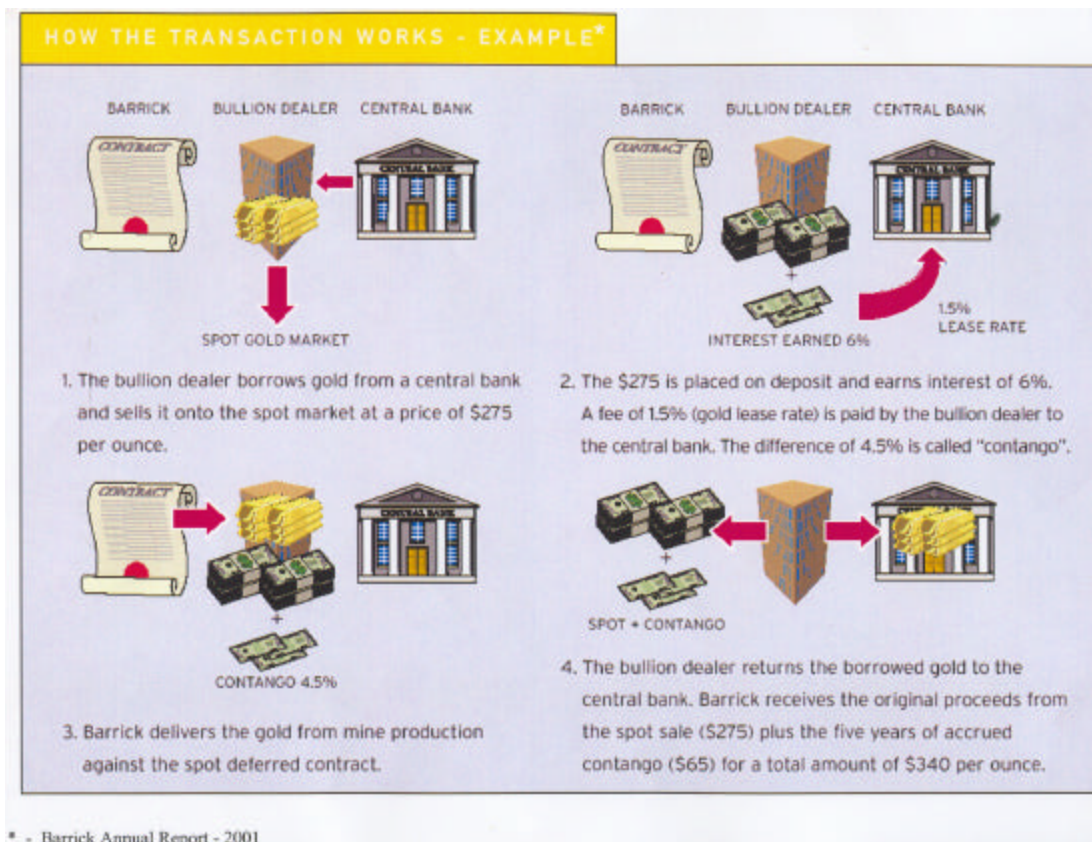 HOW THE TRANSACTION WORKS - EXAMPLE*
BARRICK BULLION DEALER CENTRAL BANK
CONTRACT
CENTRAL BANK
SPOT GOLD MARKET
1. The bullion dealer borrows gold from a central bank
and sells it onto the spot market at a price of $275
per ounce.
BARRICK BULLION DEALER CENTRAL BANK
CONTRACT
CENTRAL BANK
+
1.5%
LEASE RATE
INTEREST EARNED 6%
2. The $275 is placed on deposit and earns interest of 6%.
A fee of 1.5% (gold lease rate) is paid by the bullion dealer to
the central bank. The difference of 4.5% is called "contango".
CONTRACT
CENTRAL BANK
+
CONTANGO 4.5%
3. Barrick delivers the gold from mine production
against the spot deferred contract.
+
SPOT + CONTANGO
4. The bullion dealer returns the borrowed gold to the
central bank. Barrick receives the original proceeds from
the spot sale ($275) plus the five years of accrued
contango ($65) for a total amount of $340 per ounce.
* - Barrick Annual Report - 2001